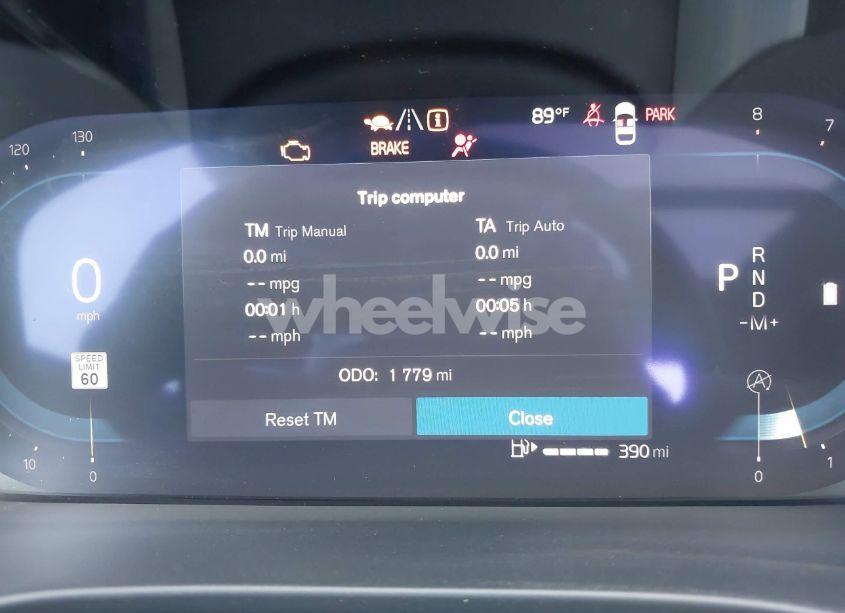 89°F PARK
BRAKE
120 130 8 7
Trip computer
TM Trip Manual TA Trip Auto
0.0 mi 0.0 mi
-- mpg -- mpg
00:01 h 00:05 h
-- mph -- mph
wheelwise
0
mph
P
R
N
D
-M+
SPEED
LIMIT
60
ODO: 1 779 mi
A
Reset TM Close
390 mi
10 0 0 1